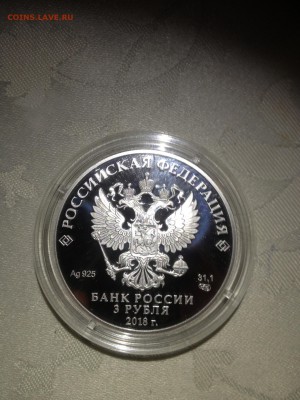 COINS-LAVE.RU
РОССИЙСКАЯ ФЕДЕРАЦИЯ
Ag 925
31,1
БАНК РОССИИ
3 РУБЛЯ
2018 г.